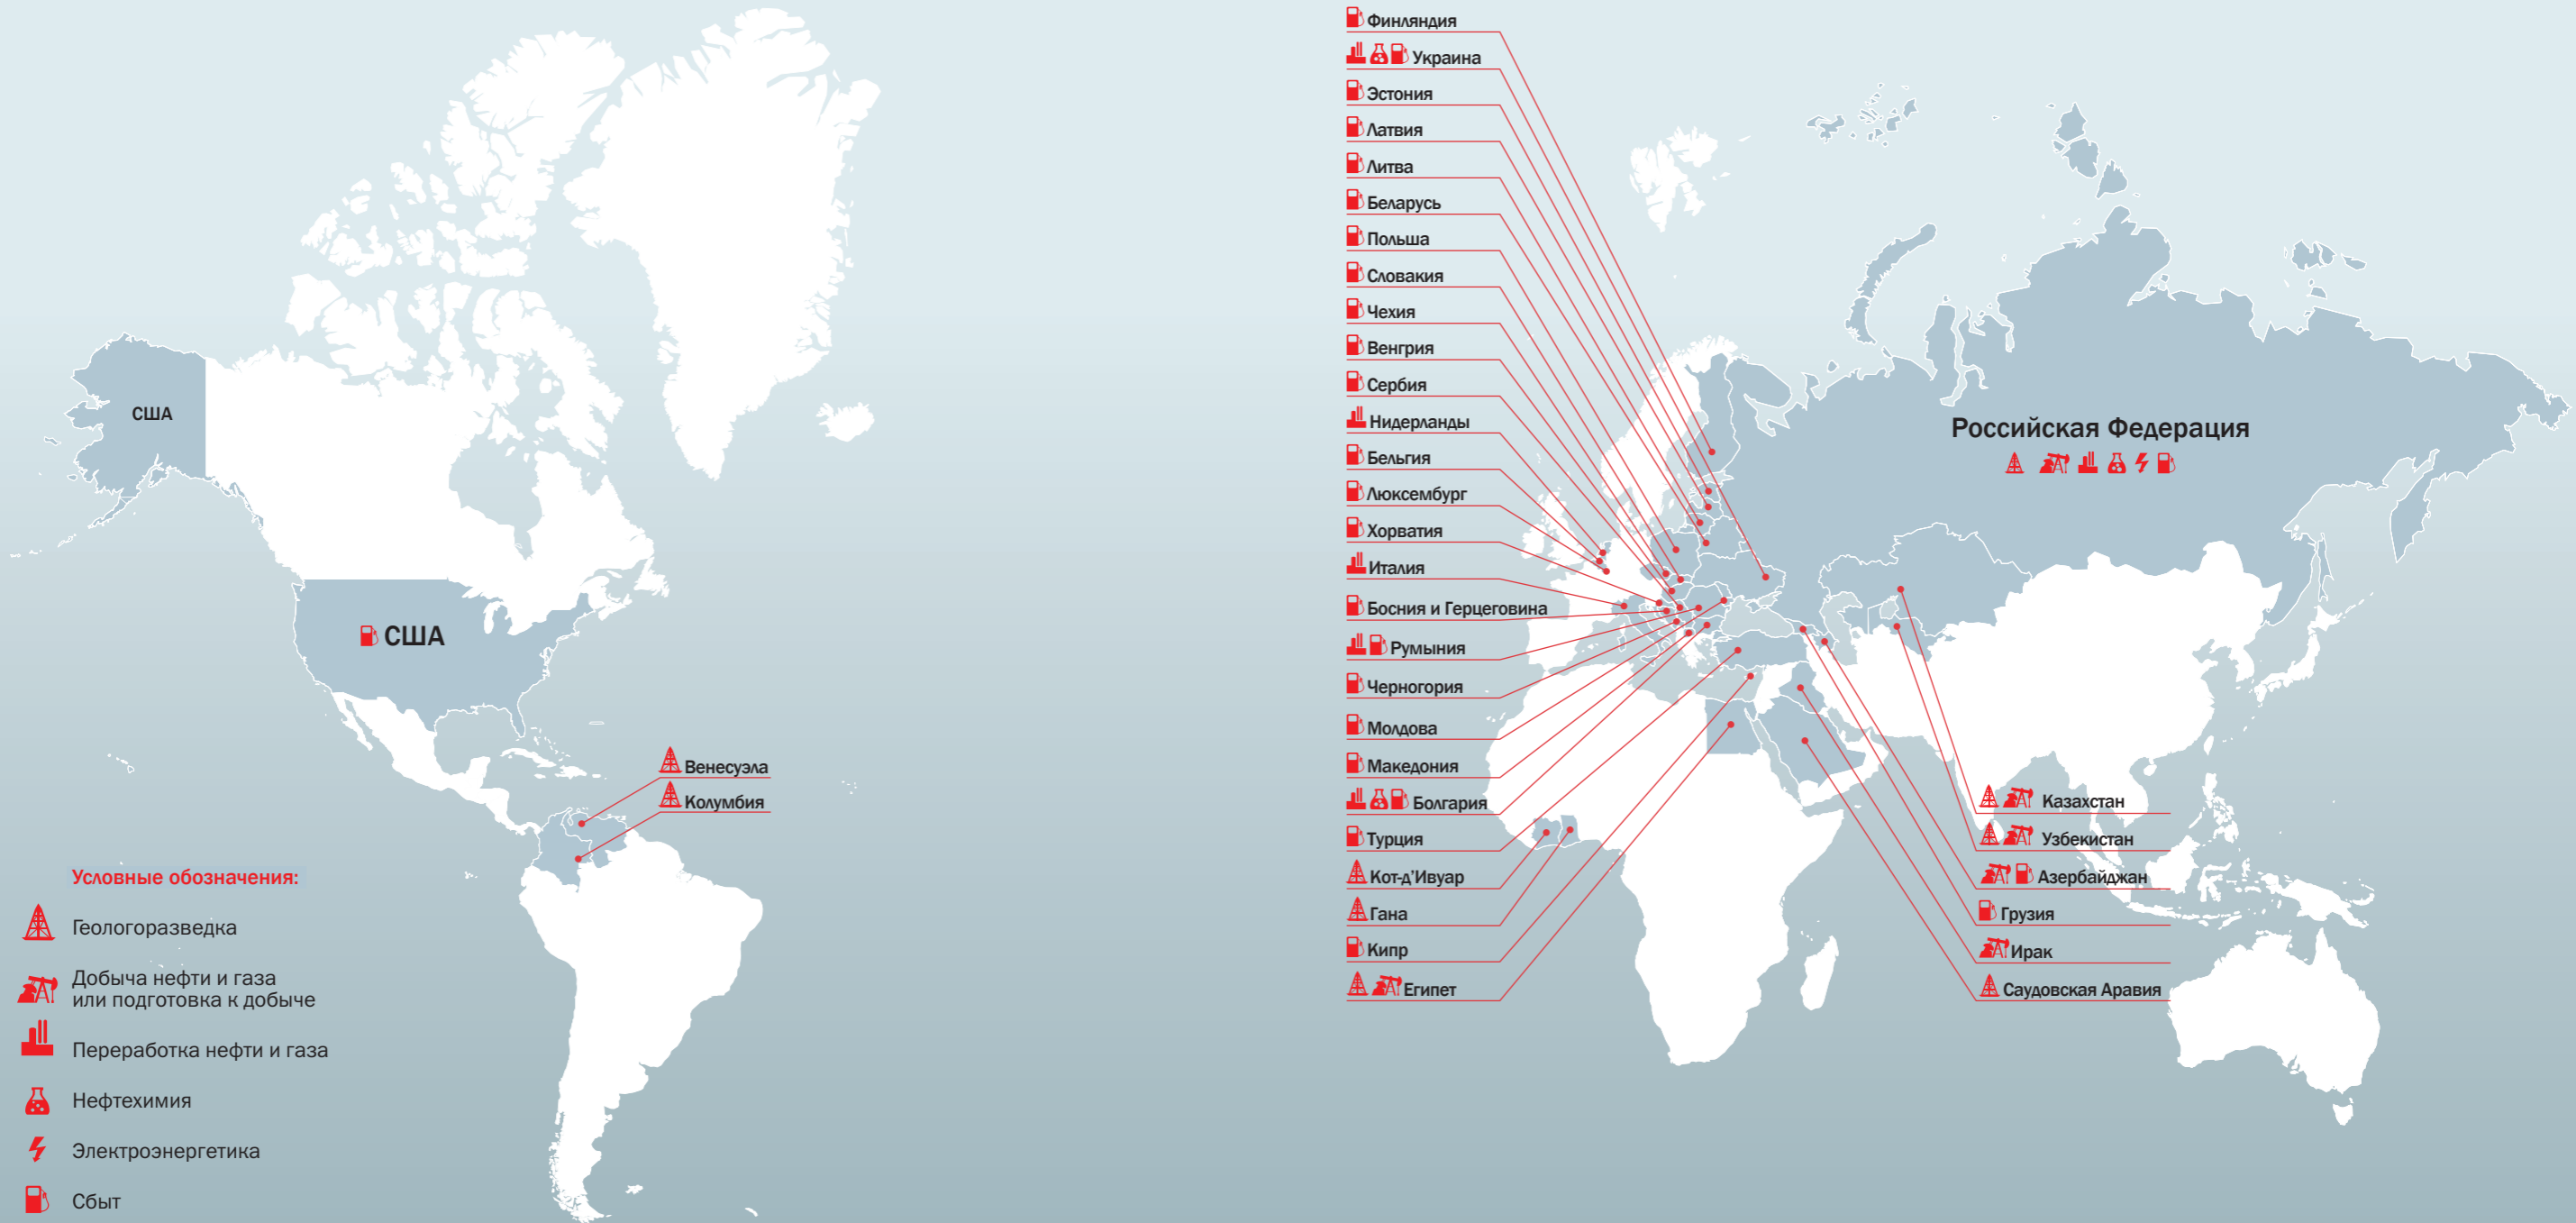 США
США
Венесуэла
Колумбия
Условные обозначения:
Геологоразведка
Добыча нефти и газа
или подготовка к добыче
Переработка нефти и газа
Нефтехимия
Электроэнергетика
Сбыт
Финляндия
Украина
Эстония
Латвия
Литва
Беларусь
Польша
Словакия
Чехия
Венгрия
Сербия
Нидерланды
Бельгия
Люксембург
Хорватия
Италия
Босния и Герцеговина
Румыния
Черногория
Молдова
Македония
Болгария
Турция
Кот-д'Ивуар
Гана
Кипр
Египет
Российская Федерация
Казахстан
Узбекистан
Азербайджан
Грузия
Ирак
Саудовская Аравия